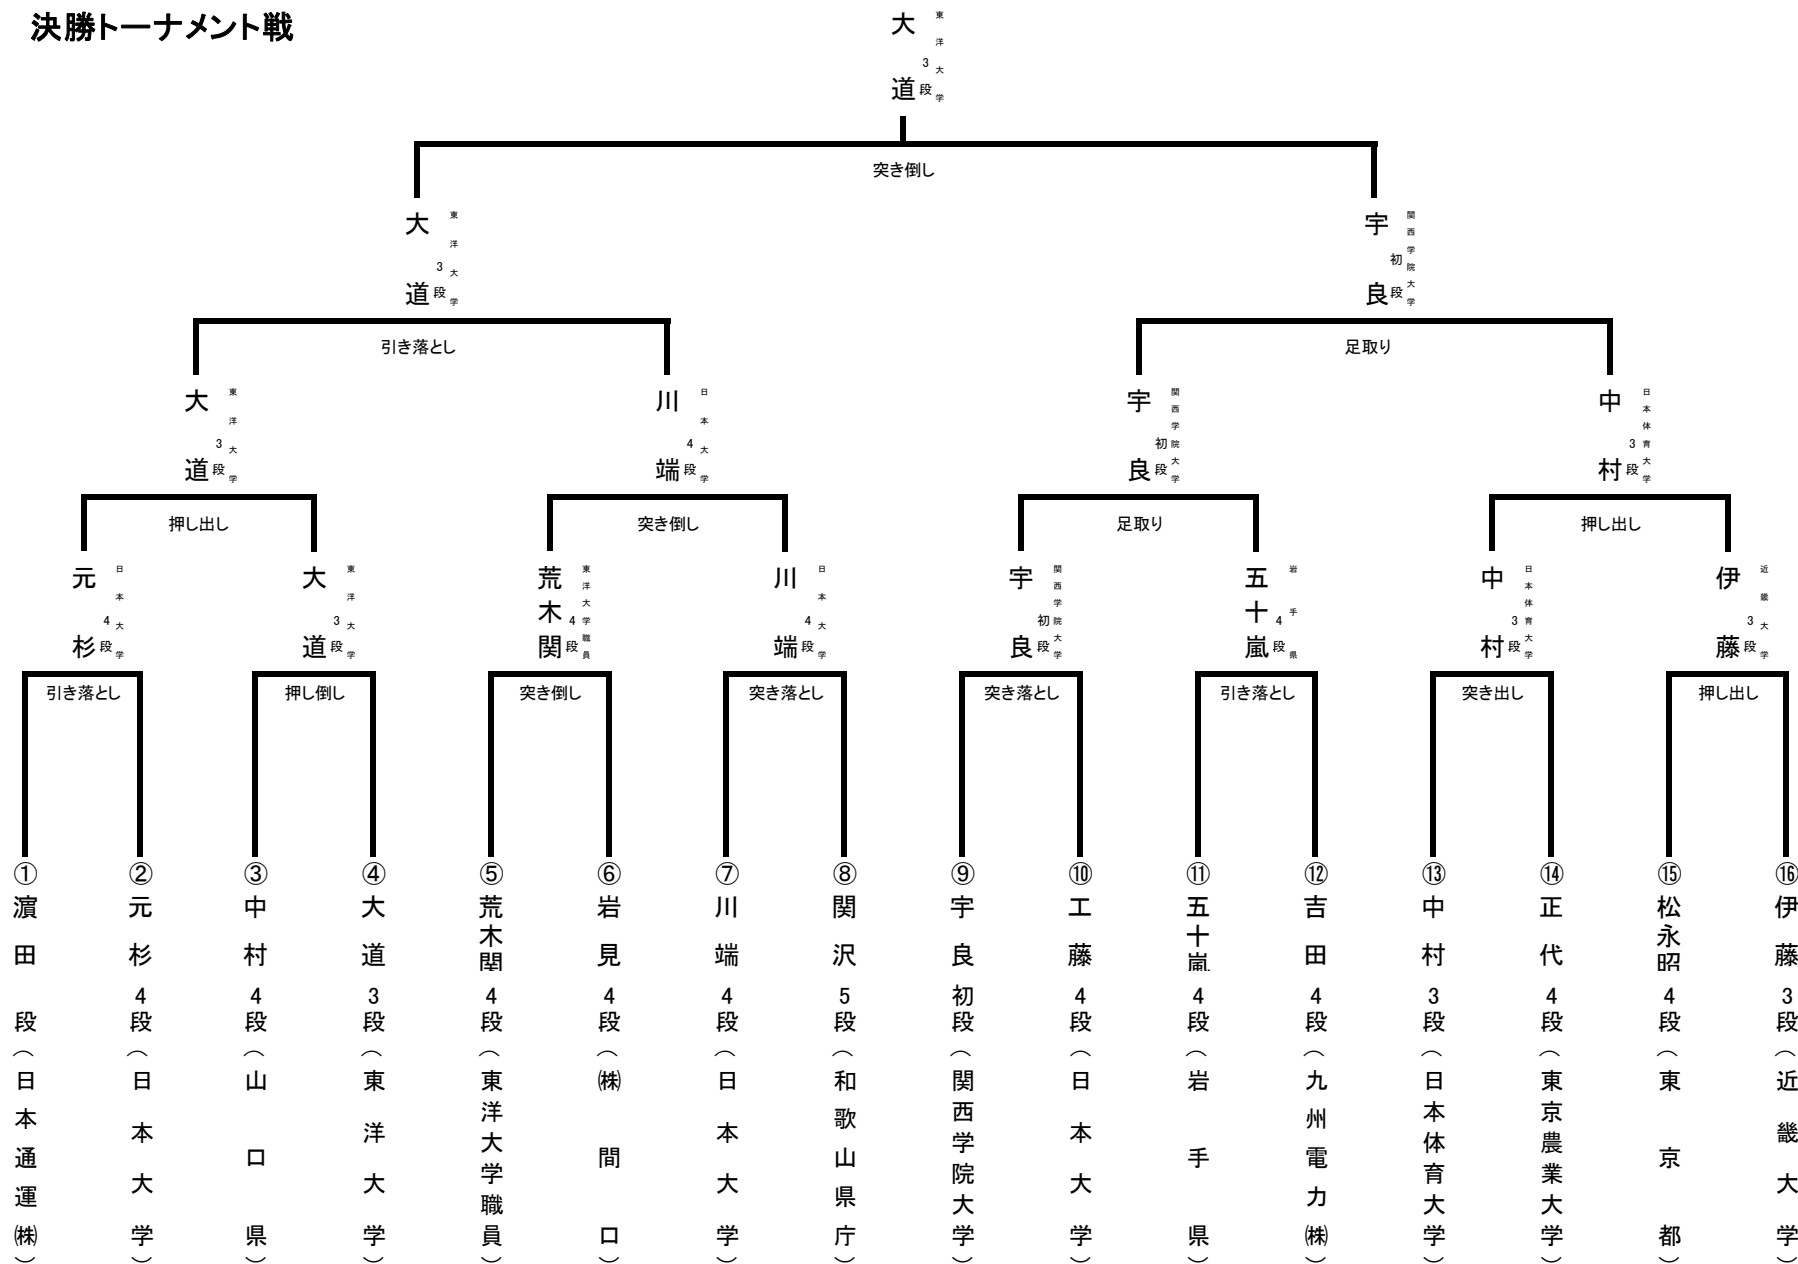 決勝トーナメント戦
大道 3段 東洋大学
突き倒し
大道 3段 東洋大学
宇良 初段 関西学院大学
引き落とし
足取り
大道 3段 東洋大学
川端 4段 日本大学
宇良 初段 関西学院大学
中村 3段 日本体育大学
押し出し
突き倒し
足取り
押し出し
元杉 4段 日本大学
大道 3段 東洋大学
荒木関 4段 東洋大学職員
川端 4段 日本大学
宇良 初段 関西学院大学
五十嵐 4段 岩手県
中村 3段 日本体育大学
伊藤 3段 近畿大学
引き落とし
押し倒し
突き倒し
突き落とし
突き落とし
引き落とし
突き出し
押し出し
① 濵田 段 (日本通運㈱)
② 元杉 4段 (日本大学)
③ 中村 4段 (山口県)
④ 大道 3段 (東洋大学)
⑤ 荒木関 4段 (東洋大学職員)
⑥ 岩見 4段 (㈱間口)
⑦ 川端 4段 (日本大学)
⑧ 関沢 5段 (和歌山県庁)
⑨ 宇良 初段 (関西学院大学)
⑩ 工藤 4段 (日本大学)
⑪ 五十嵐 4段 (岩手県)
⑫ 吉田 4段 (九州電力㈱)
⑬ 中村 3段 (日本体育大学)
⑭ 正代 4段 (東京農業大学)
⑮ 松永昭 4段 (東京都)
⑯ 伊藤 3段 (近畿大学)